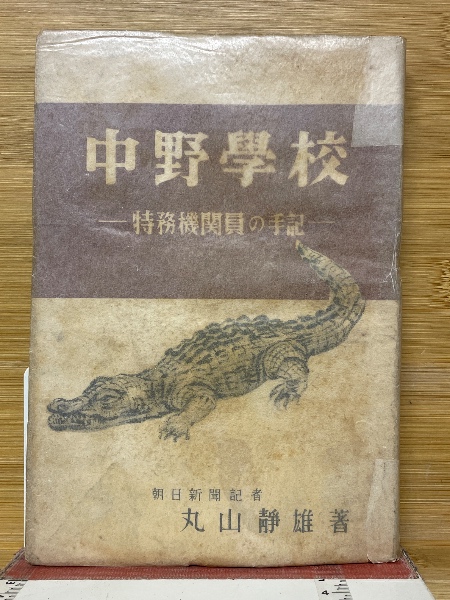 中野學校
―特務機関員の手記―
朝日新聞記者
丸山静雄著
4